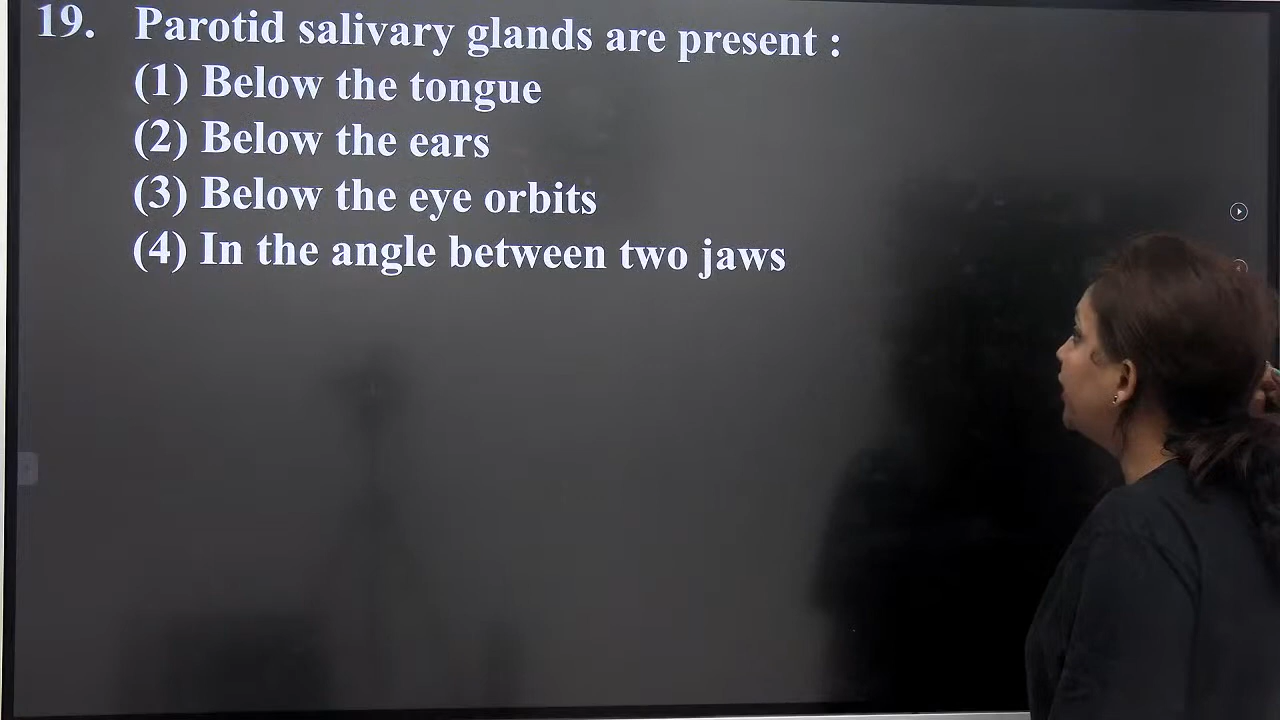 19. Parotid salivary glands are present :
(1) Below the tongue
(2) Below the ears
(3) Below the eye orbits
(4) In the angle between two jaws